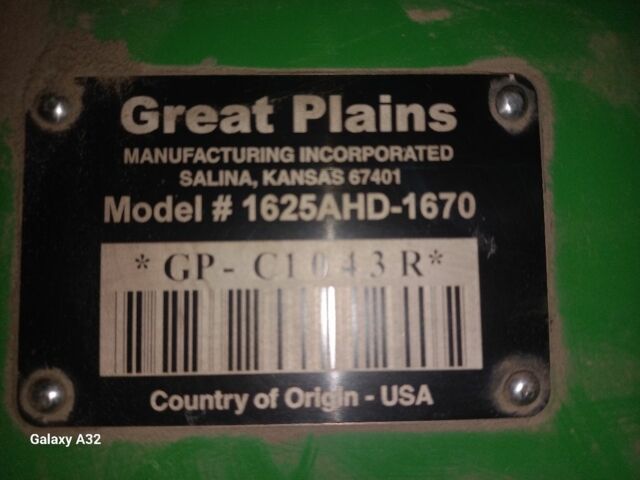 Great Plains
MANUFACTURING INCORPORATED
SALINA, KANSAS 67401
Model # 1625AHD-1670
*GP-C1043R*
Country of Origin - USA
Galaxy A32